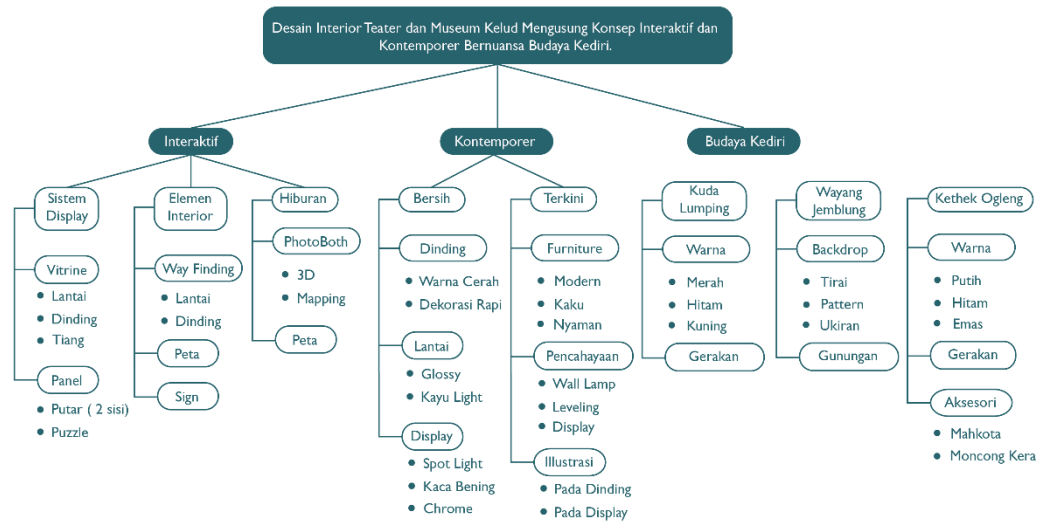 Desain Interior Teater dan Museum Kelud Mengusung Konsep Interaktif dan
Kontemporer Bernuansa Budaya Kediri.
Interaktif
Sistem
Display
Vitrine
Lantai
Dinding
Tiang
Panel
Putar ( 2 sisi)
Puzzle
Elemen
Interior
Way Finding
Lantai
Dinding
Peta
Sign
Hiburan
PhotoBoth
3D
Mapping
Peta
Kontemporer
Bersih
Dinding
Warna Cerah
Dekorasi Rapi
Lantai
Glossy
Kayu Light
Display
Spot Light
Kaca Bening
Chrome
Terkini
Furniture
Modern
Kaku
Nyaman
Pencahayaan
Wall Lamp
Leveling
Display
Illustrasi
Pada Dinding
Pada Display
Budaya Kediri
Kuda
Lumping
Warna
Merah
Hitam
Kuning
Gerakan
Wayang
Jemblung
Backdrop
Tirai
Pattern
Ukiran
Gunungan
Kethek Ogleng
Warna
Putih
Hitam
Emas
Gerakan
Aksesori
Mahkota
Moncong Kera